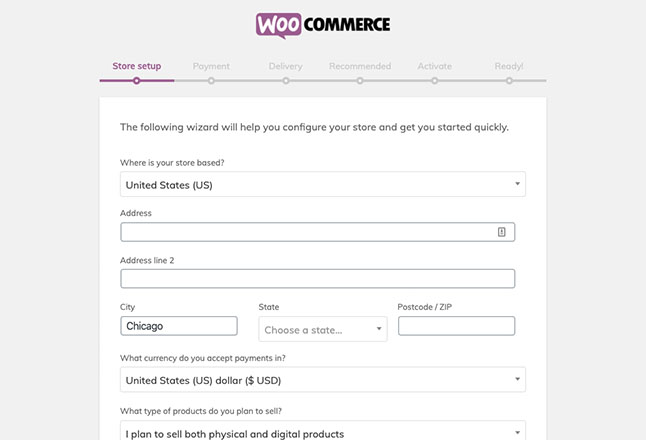 WOO COMMERCE
Store setup Payment Delivery Recommended Activate Ready!
The following wizard will help you configure your store and get you started quickly.
Where is your store based?
United States (US)
Address
Address line 2
City State Postcode / ZIP
Chicago Choose a state...
What currency do you accept payments in?
United States (US) dollar ($ USD)
What type of products do you plan to sell?
I plan to sell both physical and digital products